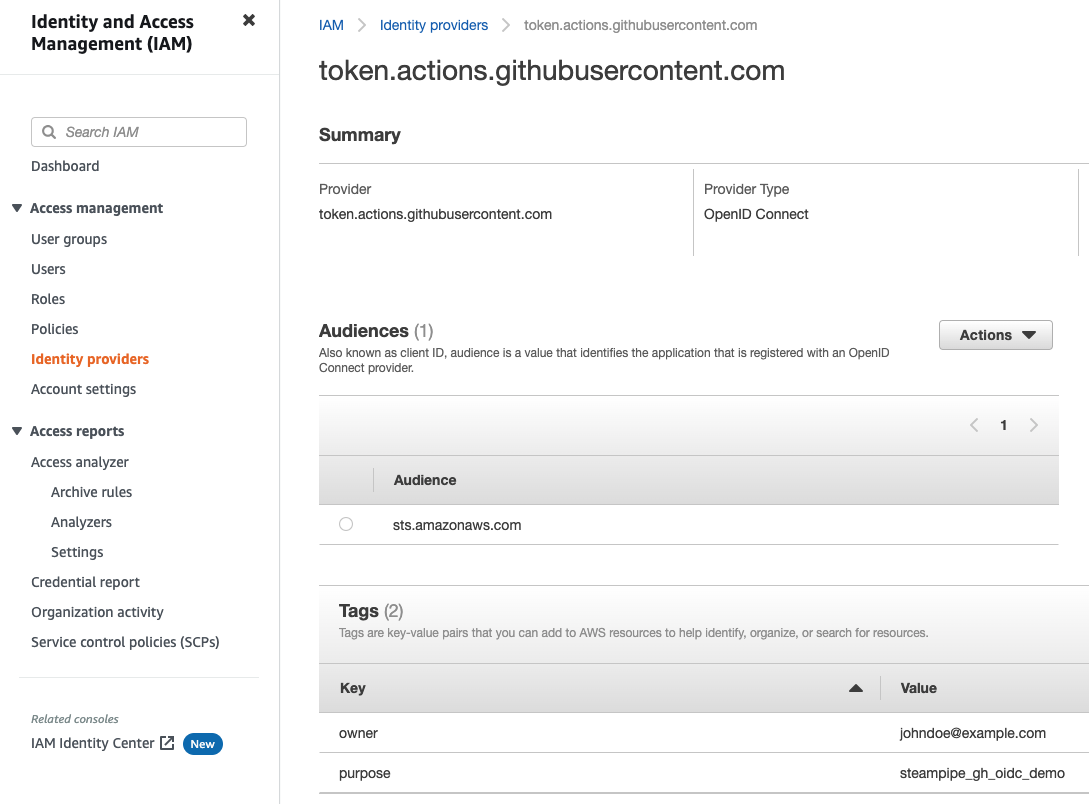 Identity and Access
Management (IAM)
Search IAM
Dashboard
Access management
User groups
Users
Roles
Policies
Identity providers
Account settings
Access reports
Access analyzer
Archive rules
Analyzers
Settings
Credential report
Organization activity
Service control policies (SCPs)
Related consoles
IAM Identity Center New
IAM Identity providers token.actions.githubusercontent.com
token.actions.githubusercontent.com
Summary
Provider
token.actions.githubusercontent.com
Provider Type
OpenID Connect
Audiences (1)
Also known as client ID, audience is a value that identifies the application that is registered with an OpenID
Connect provider.
Actions
1
Audience
sts.amazonaws.com
Tags (2)
Tags are key-value pairs that you can add to AWS resources to help identify, organize, or search for resources.
Key Value
owner johndoe@example.com
purpose steampipe_gh_oidc_demo